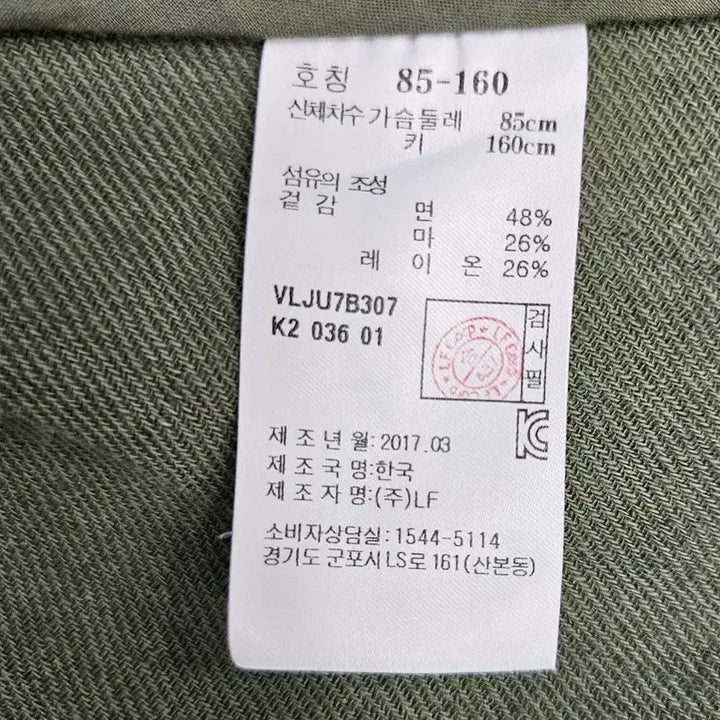 호칭 85-160
신체치수 가슴둘레 85cm
키 160cm
섬유의 조성
겉감 면 48%
마 26%
레이온 26%
VLJU7B307
K2 036 01
검사필
LF Corp ★ LF Corp ★
제조년월: 2017.03
제조국명:한국
제조자명:(주)LF
소비자상담실:1544-5114
경기도 군포시 LS로 161(산본동)